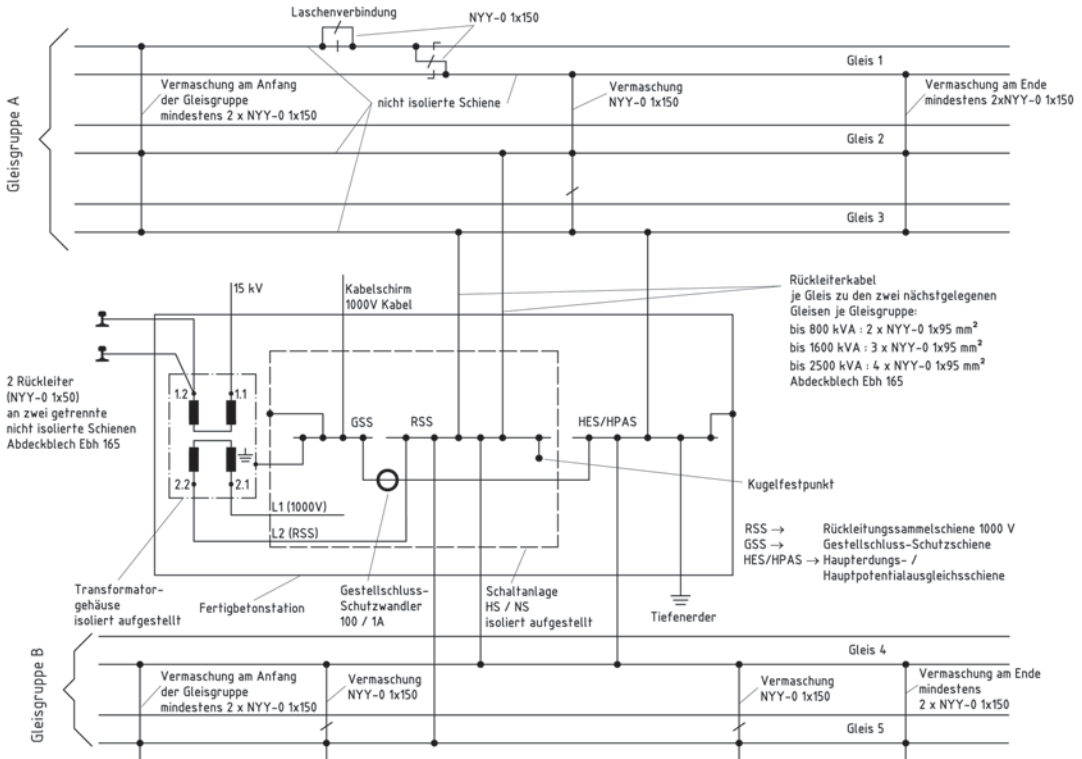 Laschenverbindung
NYY-0 1x150
Gleisgruppe A
Gleis 1
Vermaschung am Anfang
der Gleisgruppe
mindestens 2 x NYY-0 1x150
nicht isolierte Schiene
Vermaschung
NYY-0 1x150
Vermaschung am Ende
mindestens 2xNYY-0 1x150
Gleis 2
Gleis 3
15 kV
Kabelschirm
1000V Kabel
Rückleiterkabel
je Gleis zu den zwei nächstgelegenen
Gleisen je Gleisgruppe:
bis 800 kVA : 2 x NYY-0 1x95 mm²
bis 1600 kVA : 3 x NYY-0 1x95 mm²
bis 2500 kVA : 4 x NYY-0 1x95 mm²
Abdeckblech Ebh 165
2 Rückleiter
(NYY-0 1x50)
an zwei getrennte
nicht isolierte Schienen
Abdeckblech Ebh 165
1.2
1.1
GSS
RSS
HES/HPAS
2.2
2.1
L1 (1000V)
L2 (RSS)
Kugelfestpunkt
RSS → Rückleitungssammelschiene 1000 V
GSS → Gestellschluss-Schutzschiene
HES/HPAS → Haupterdungs- /
Hauptpotentialausgleichsschiene
Transformator-
gehäuse
isoliert aufgestellt
Fertigbetonstation
Gestellschluss-
Schutzwandler
100 / 1A
Schaltanlage
HS / NS
isoliert aufgestellt
Tiefenerder
Gleisgruppe B
Gleis 4
Vermaschung am Anfang
der Gleisgruppe
mindestens 2 x NYY-0 1x150
Vermaschung
NYY-0 1x150
Vermaschung
NYY-0 1x150
Vermaschung am Ende
mindestens
2 x NYY-0 1x150
Gleis 5